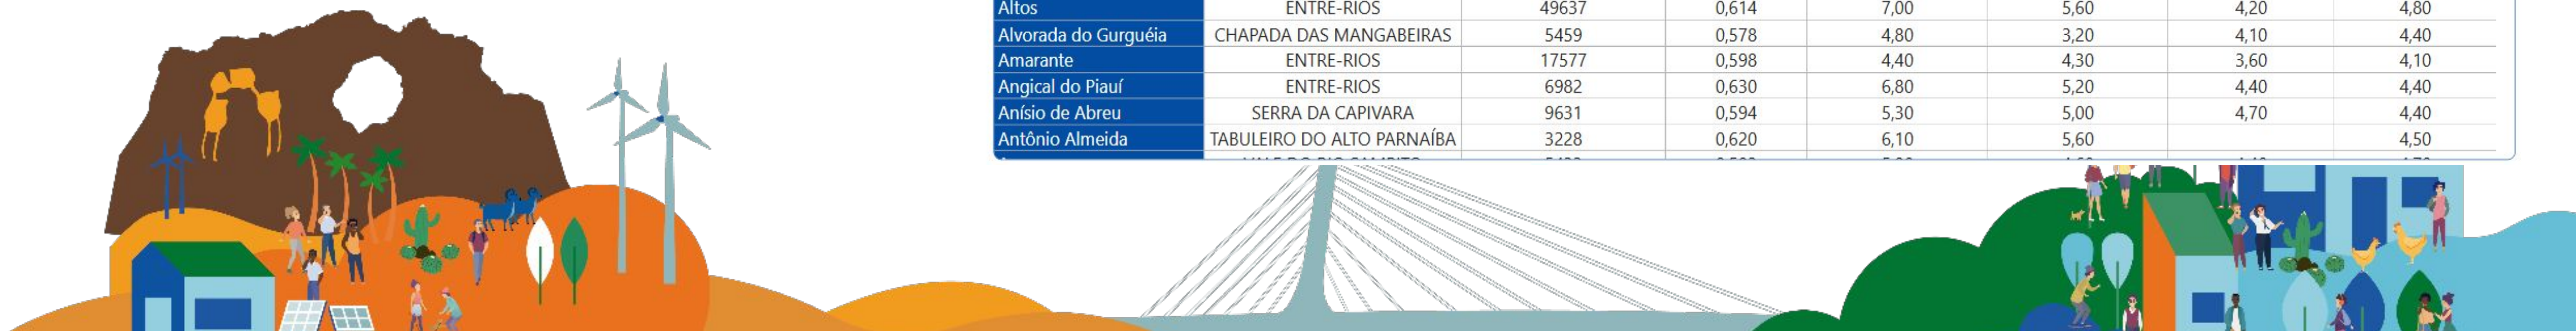 Altos ENTRE-RIOS 49637 0,614 7,00 5,60 4,20 4,80
Alvorada do Gurguéia CHAPADA DAS MANGABEIRAS 5459 0,578 4,80 3,20 4,10 4,40
Amarante ENTRE-RIOS 17577 0,598 4,40 4,30 3,60 4,10
Angical do Piauí ENTRE-RIOS 6982 0,630 6,80 5,20 4,40 4,40
Anísio de Abreu SERRA DA CAPIVARA 9631 0,594 5,30 5,00 4,70 4,40
Antônio Almeida TABULEIRO DO ALTO PARNAÍBA 3228 0,620 6,10 5,60 4,50